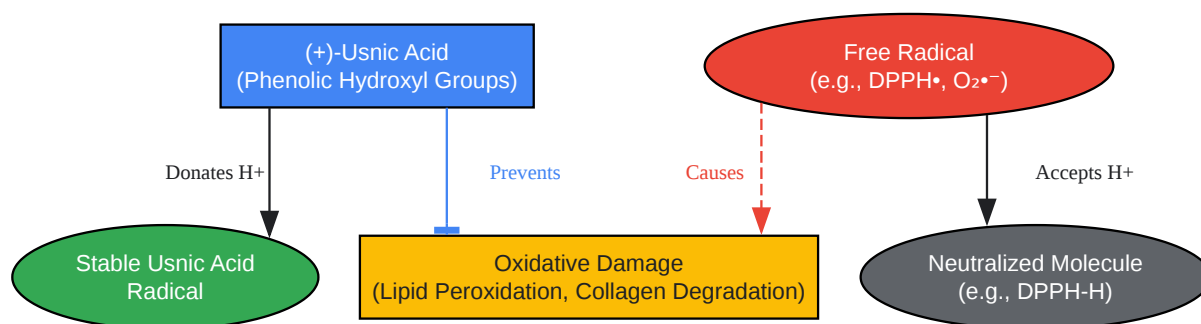 (+)-Usnic Acid
(Phenolic Hydroxyl Groups)
Free Radical
(e.g., DPPH•, O₂•⁻)
Donates H+
Prevents
Causes
Accepts H+
Stable Usnic Acid
Radical
Oxidative Damage
(Lipid Peroxidation, Collagen Degradation)
Neutralized Molecule
(e.g., DPPH-H)